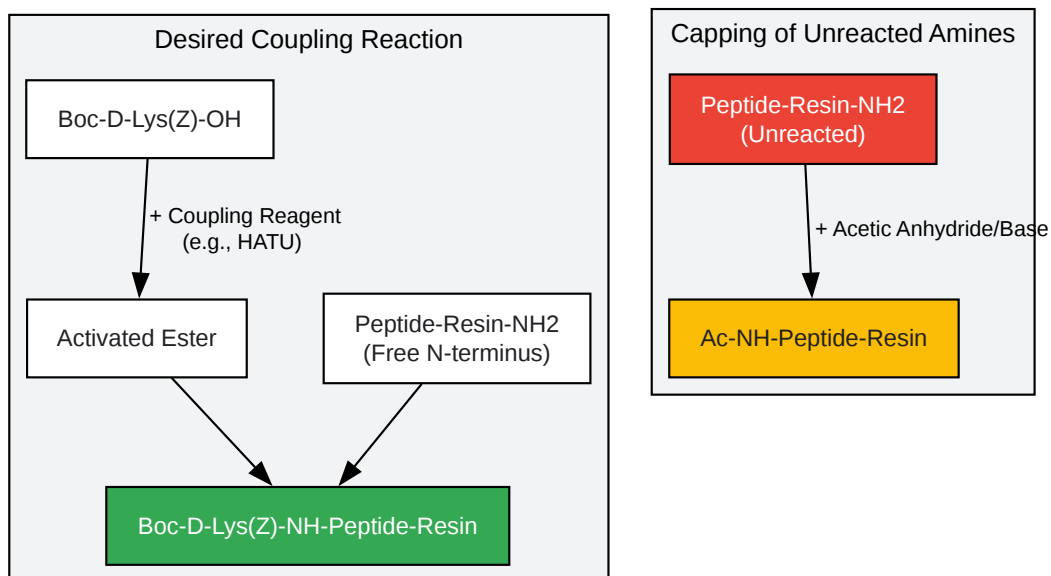 Desired Coupling Reaction
Boc-D-Lys(Z)-OH
+ Coupling Reagent
(e.g., HATU)
Activated Ester
Peptide-Resin-NH2
(Free N-terminus)
Boc-D-Lys(Z)-NH-Peptide-Resin
Capping of Unreacted Amines
Peptide-Resin-NH2
(Unreacted)
+ Acetic Anhydride/Base
Ac-NH-Peptide-Resin